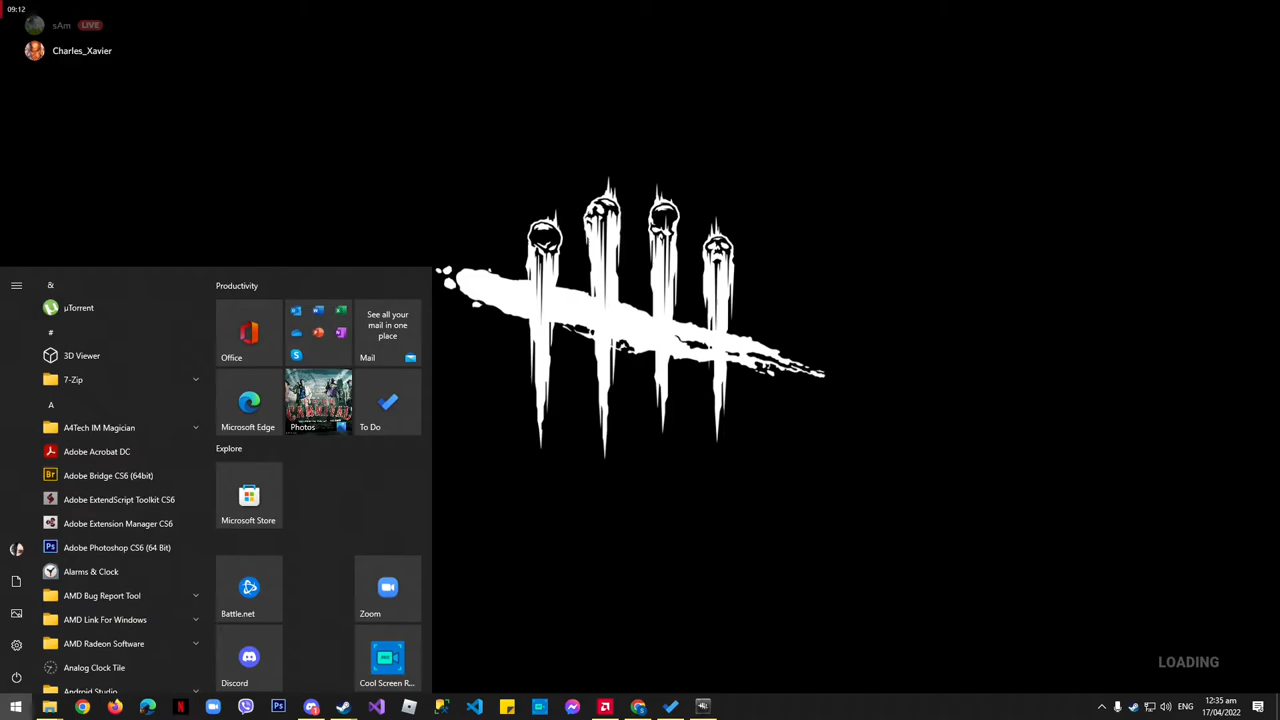 09:12
sAm LIVE
Charles_Xavier
&
µTorrent
#
3D Viewer
7-Zip
A
A4Tech IM Magician
Adobe Acrobat DC
Adobe Bridge CS6 (64bit)
Adobe ExtendScript Toolkit CS6
Adobe Extension Manager CS6
Adobe Photoshop CS6 (64 Bit)
Alarms & Clock
AMD Bug Report Tool
AMD Link For Windows
AMD Radeon Software
Analog Clock Tile
Android Studio
Productivity
Office
See all your
mail in one
place
Mail
Microsoft Edge
CARNIVAL
Photos
To Do
Explore
Microsoft Store
Battle.net
Zoom
Discord
Cool Screen R...
LOADING
ENG
12:35 am
17/04/2022